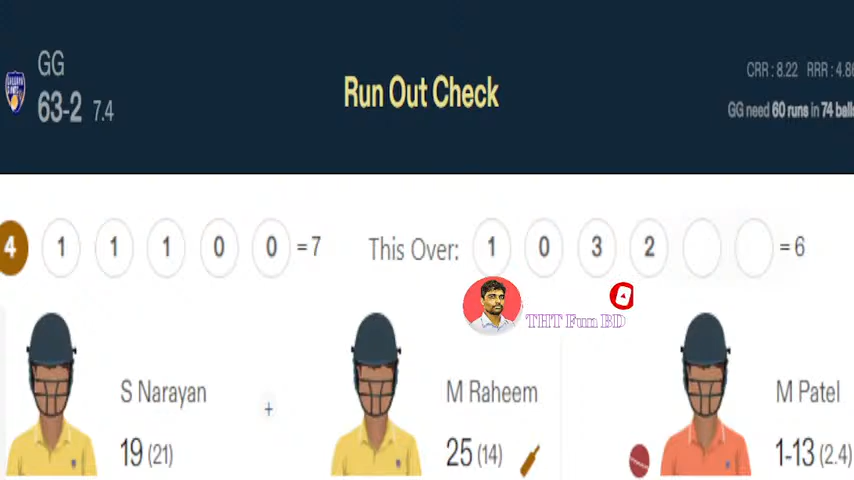 GG
63-2 7.4
Run Out Check
CRR : 8.22 RRR : 4.86
GG need 60 runs in 74 balls
4 1 1 1 0 0 = 7
This Over: 1 0 3 2 = 6
THT Fun BD
S Narayan
19 (21)
+
M Raheem
25 (14)
M Patel
1-13 (2.4)